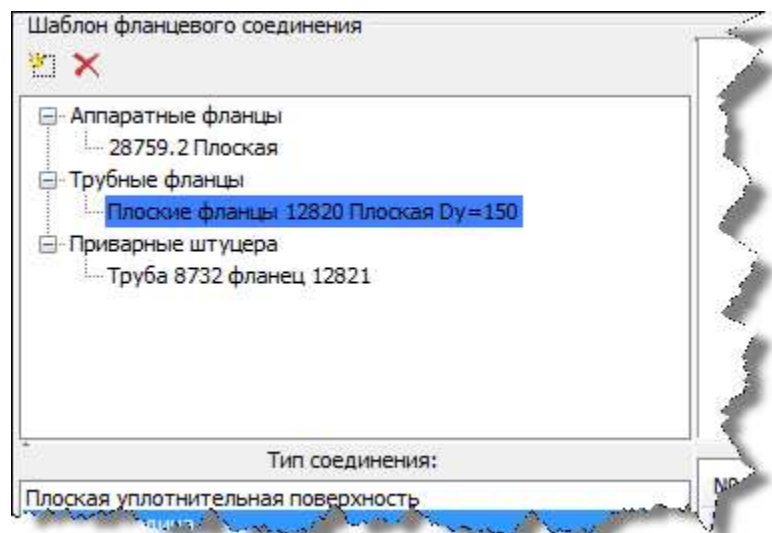 Шаблон фланцевого соединения
Аппаратные фланцы
28759.2 Плоская
Трубные фланцы
Плоские фланцы 12820 Плоская Dy=150
Приварные штуцера
Труба 8732 фланец 12821
Тип соединения:
Плоская уплотнительная поверхность